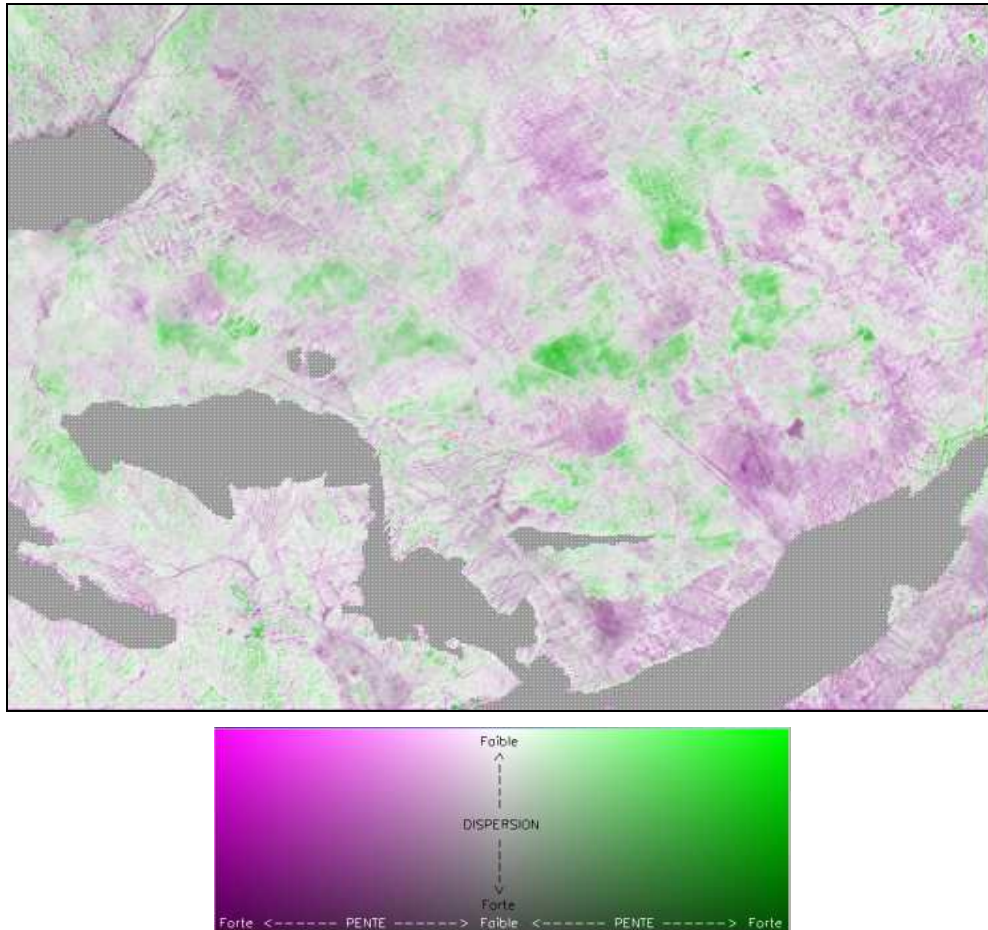 Faible
DISPERSION
Forte
Forte <------ PENTE ------> Faible <------ PENTE ------> Forte